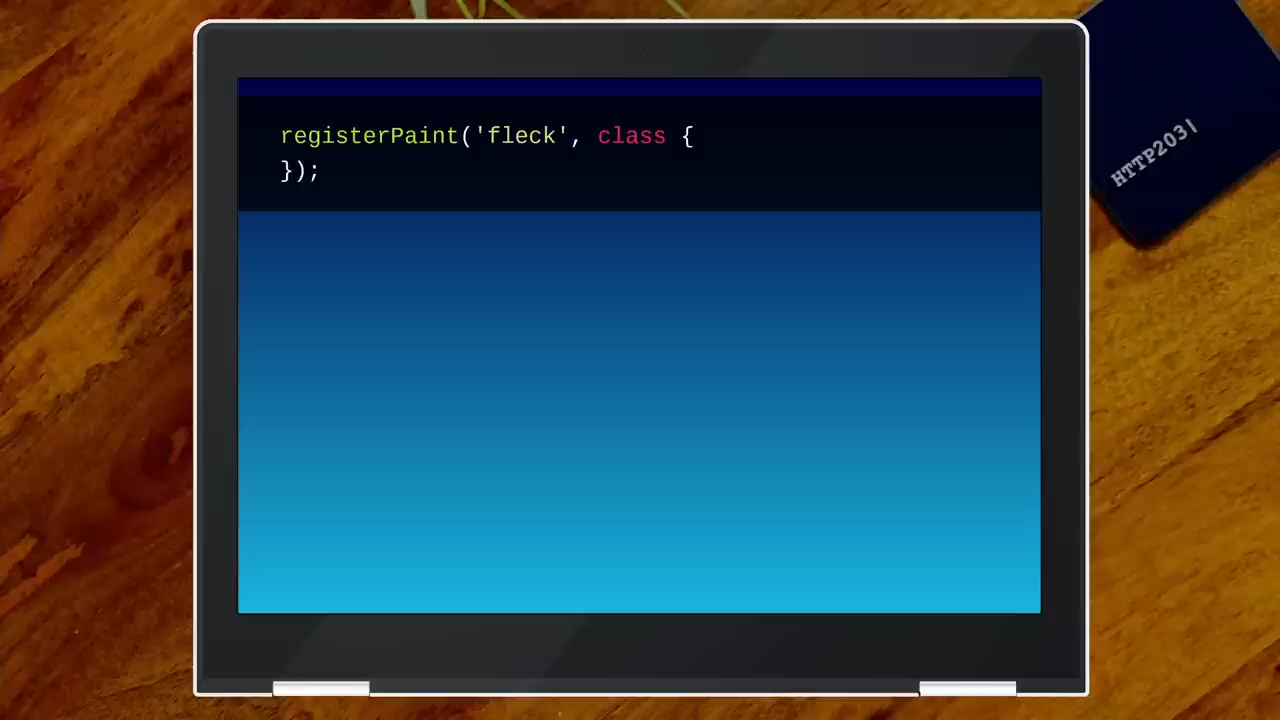 registerPaint('fleck', class {
});
HTTP203|